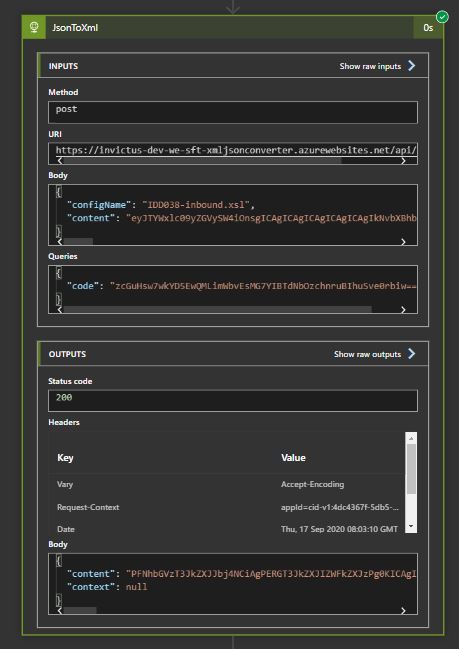 JsonToXml 0s
INPUTS Show raw inputs
Method
post
URI
https://invictus-dev-we-sft-xmljsonconverter.azurewebsites.net/api/
Body
{
"configName": "IDD038-inbound.xsl",
"content": "eyJTYWxlc09yZGVySW4iOnsgICAgICAgICAgICAgICAgIkNvbXBhb
}
Queries
{
"code": "zcGuHsw7wkYD5EwQMLimWbvEsMG7YIBTdNbOzchnruBIhuSve0rbiw==
}
OUTPUTS Show raw outputs
Status code
200
Headers
Key Value
Vary Accept-Encoding
Request-Context appId=cid-v1:4dc4367f-5db5-...
Date Thu, 17 Sep 2020 08:03:10 GMT
Body
{
"content": "PFNhbGVzT3JkZXJJbj4NCiAgPERGT3JkZXJIZWFkZXJzPg0KICAgI
"context": null
}